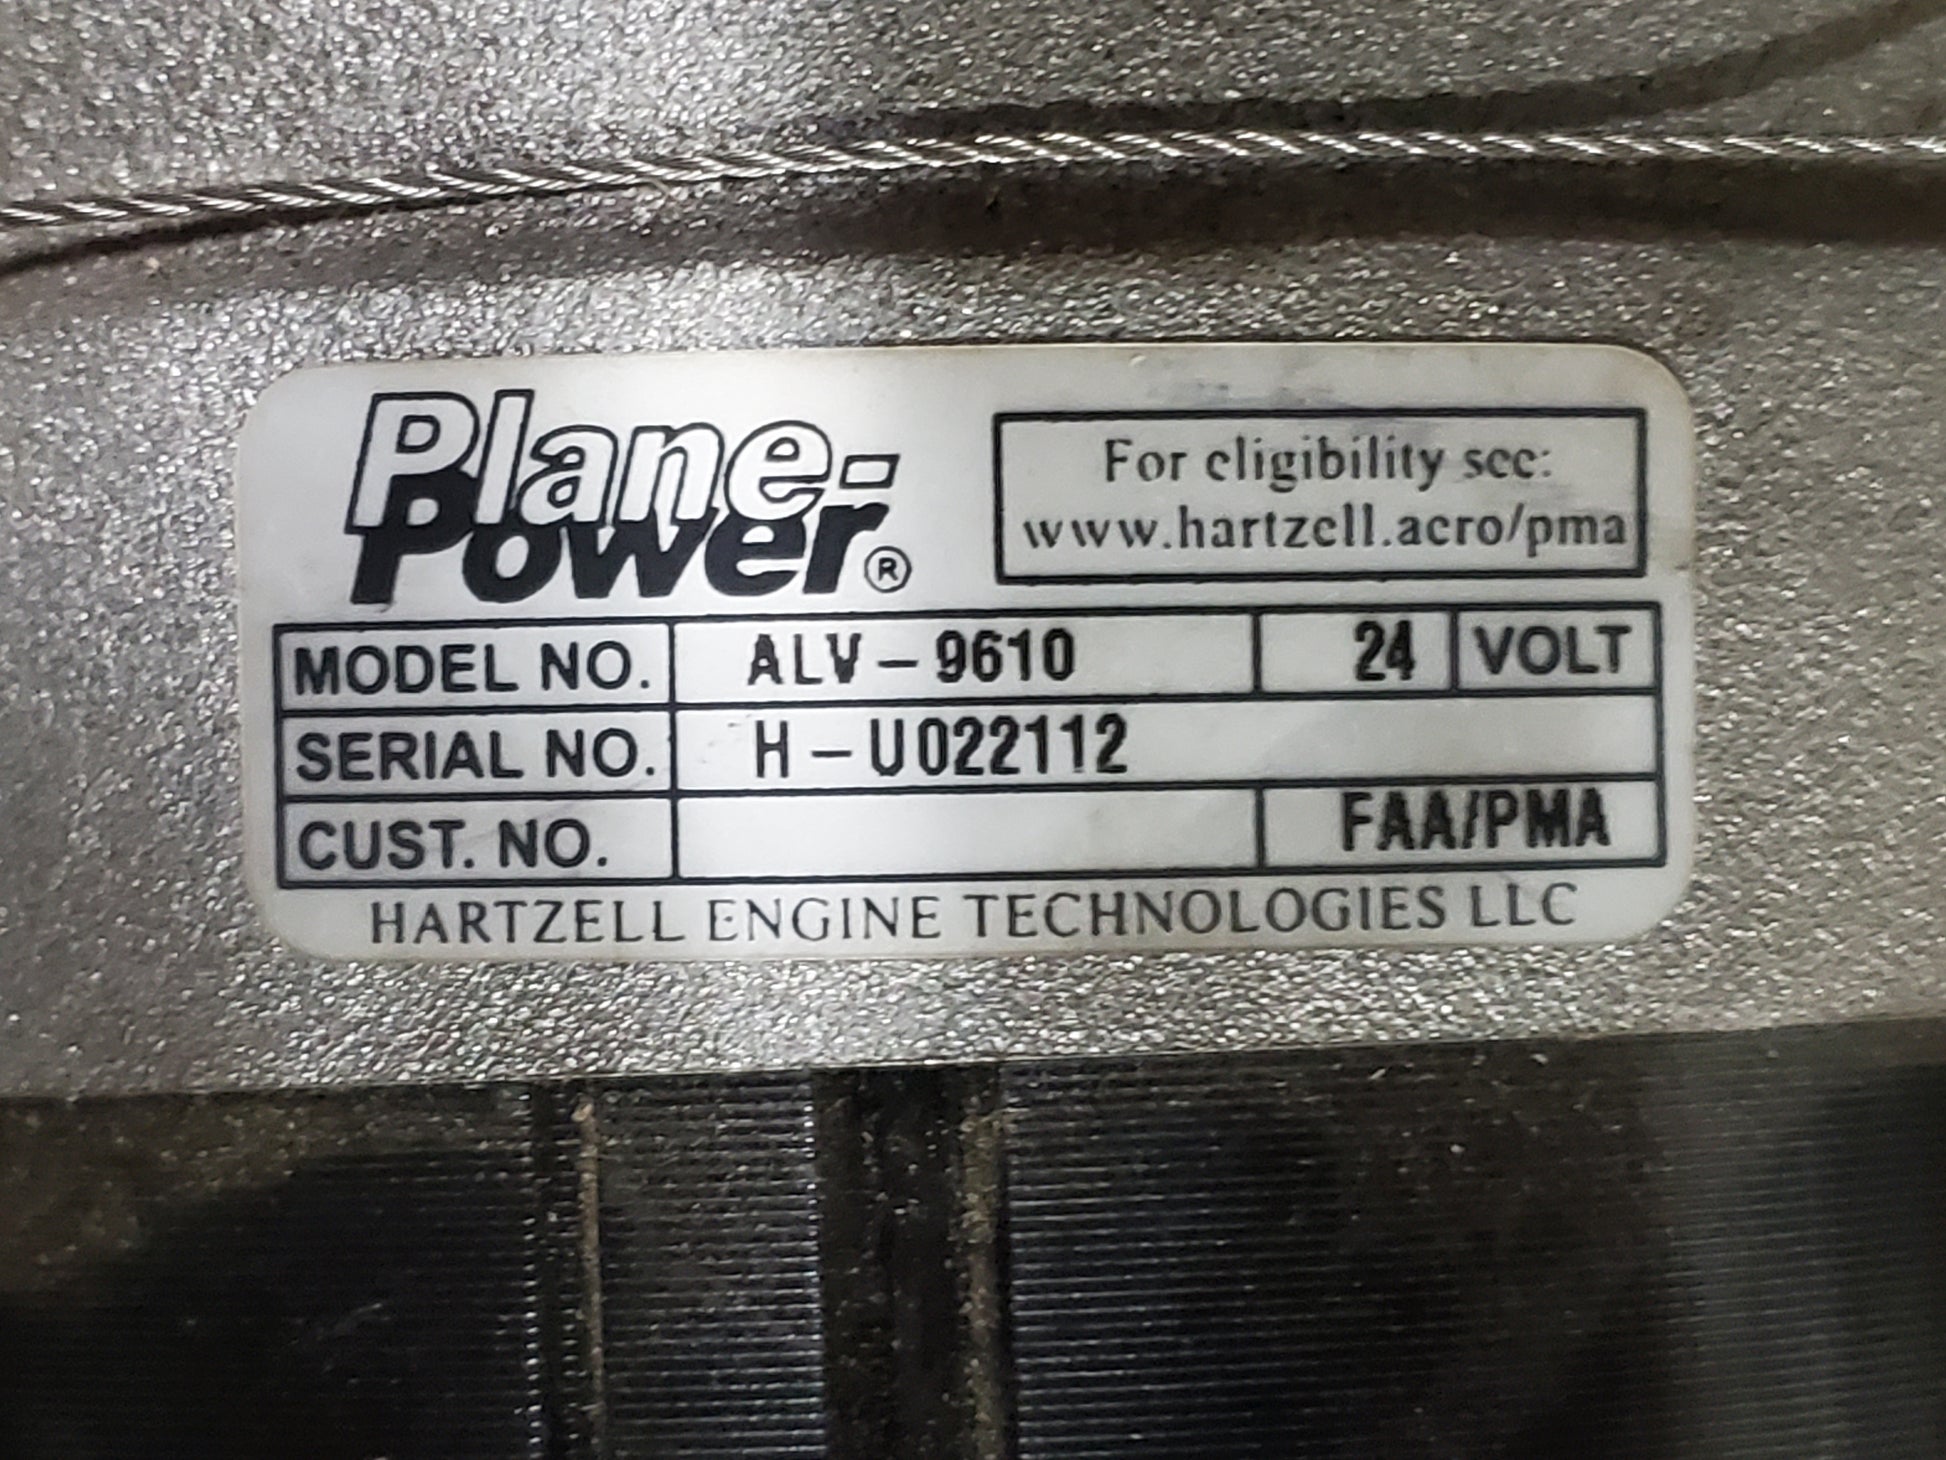 Plane-
Power®
For eligibility see:
www.hartzell.aero/pma
MODEL NO. ALV-9610 24 VOLT
SERIAL NO. H-U022112
CUST. NO. FAA/PMA
HARTZELL ENGINE TECHNOLOGIES LLC